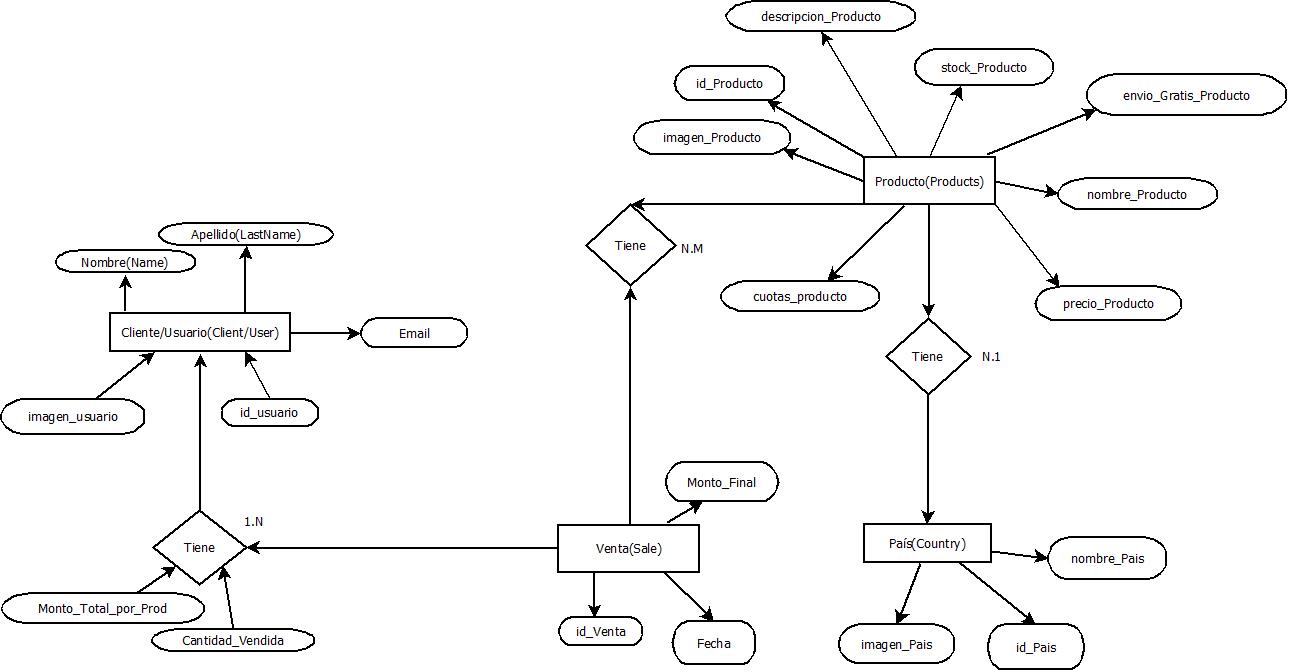 descripcion_Producto
stock_Producto
id_Producto
envio_Gratis_Producto
imagen_Producto
Producto(Products)
nombre_Producto
Apellido(LastName)
Tiene
N.M
Nombre(Name)
cuotas_producto
precio_Producto
Cliente/Usuario(Client/User)
Email
Tiene
N.1
imagen_usuario
id_usuario
Monto_Final
1.N
Tiene
Venta(Sale)
País(Country)
nombre_Pais
Monto_Total_por_Prod
Cantidad_Vendida
id_Venta
Fecha
imagen_Pais
id_Pais